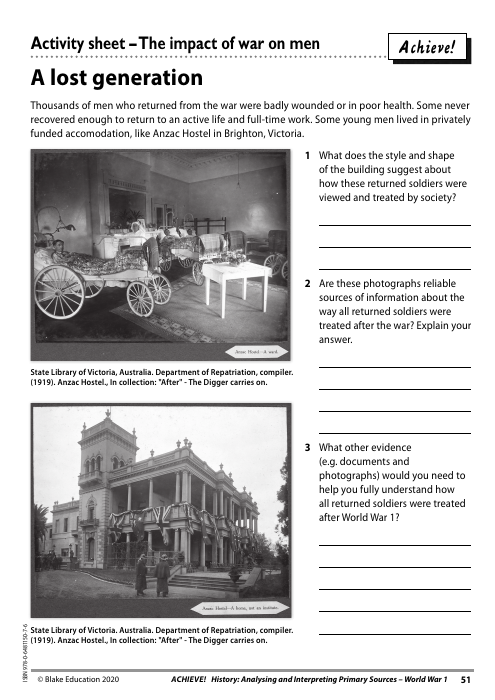 Activity sheet – The impact of war on men
Achieve!
A lost generation
Thousands of men who returned from the war were badly wounded or in poor health. Some never
recovered enough to return to an active life and full-time work. Some young men lived in privately
funded accomodation, like Anzac Hostel in Brighton, Victoria.
Anzac Hostel—A ward.
State Library of Victoria, Australia. Department of Repatriation, compiler.
(1919). Anzac Hostel., In collection: "After" - The Digger carries on.
Anzac Hostel—A home, not an institute.
State Library of Victoria. Australia. Department of Repatriation, compiler.
(1919). Anzac Hostel., In collection: "After" - The Digger carries on.
1 What does the style and shape
of the building suggest about
how these returned soldiers were
viewed and treated by society?
2 Are these photographs reliable
sources of information about the
way all returned soldiers were
treated after the war? Explain your
answer.
3 What other evidence
(e.g. documents and
photographs) would you need to
help you fully understand how
all returned soldiers were treated
after World War 1?
ISBN 978-0-6481150-7-6
© Blake Education 2020
ACHIEVE! History: Analysing and Interpreting Primary Sources – World War 1 51